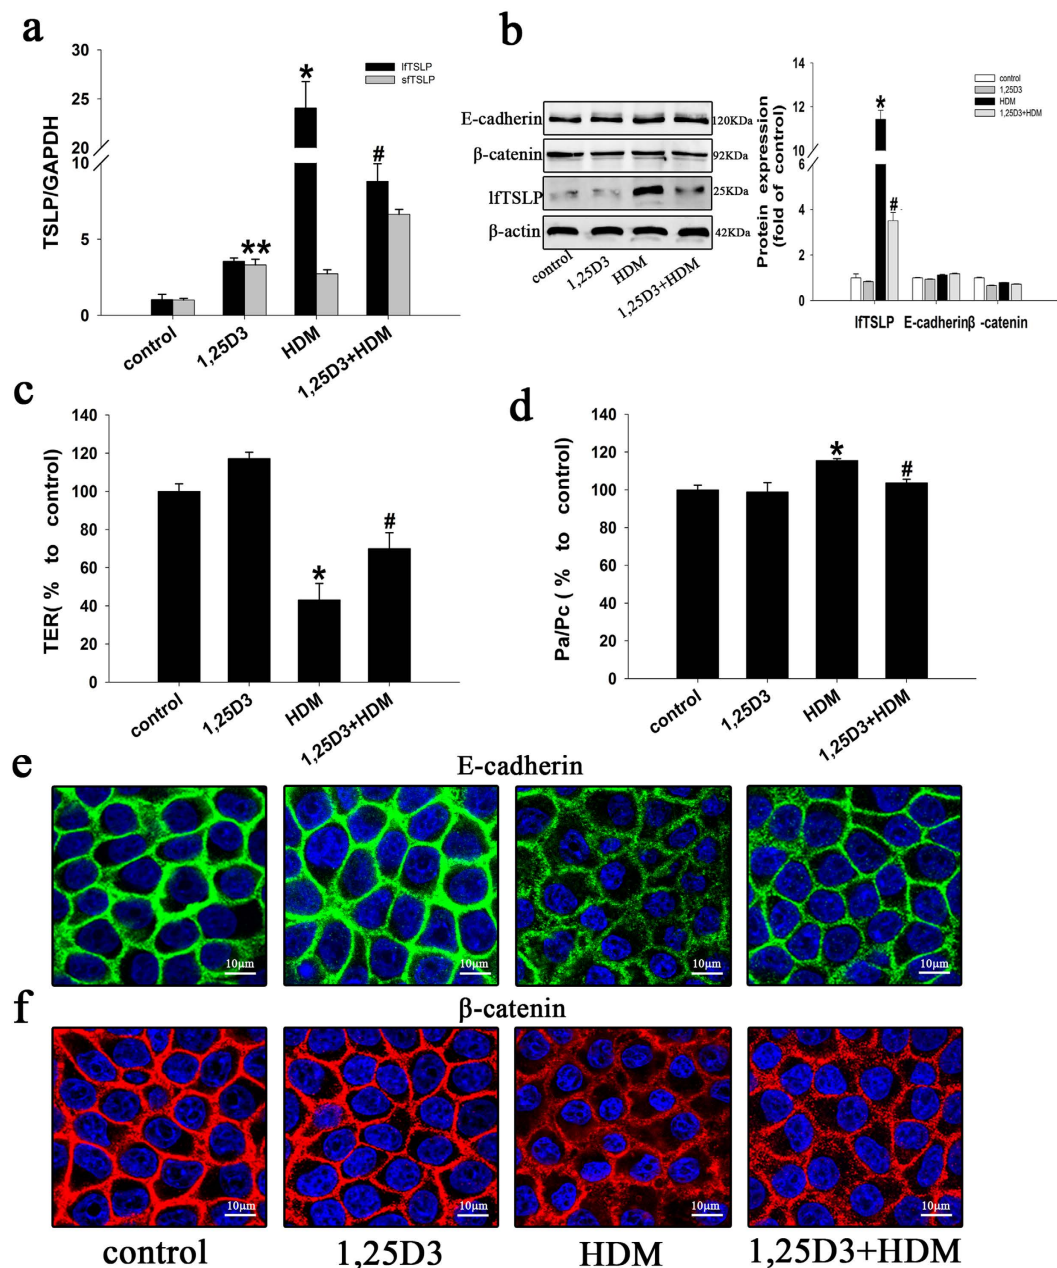 a
30
25
20
10
5
0
TSLP/GAPDH
lfTSLP
sfTSLP
**
*
#
control
1,25D3
HDM
1,25D3+HDM
b
E-cadherin
120KDa
β-catenin
92KDa
lfTSLP
25KDa
β-actin
42KDa
control
1,25D3
HDM
1,25D3+HDM
Protein expression
(fold of control)
14
12
10
6
4
2
0
control
1,25D3
HDM
1,25D3+HDM
*
#
lfTSLP
E-cadherin
β-catenin
c
140
120
100
80
60
40
20
0
TER( % to control)
*
#
control
1,25D3
HDM
1,25D3+HDM
d
140
120
100
80
60
40
20
0
Pa/Pc ( % to control)
*
#
control
1,25D3
HDM
1,25D3+HDM
e
E-cadherin
10μm
10μm
10μm
10μm
f
β-catenin
10μm
10μm
10μm
10μm
control
1,25D3
HDM
1,25D3+HDM